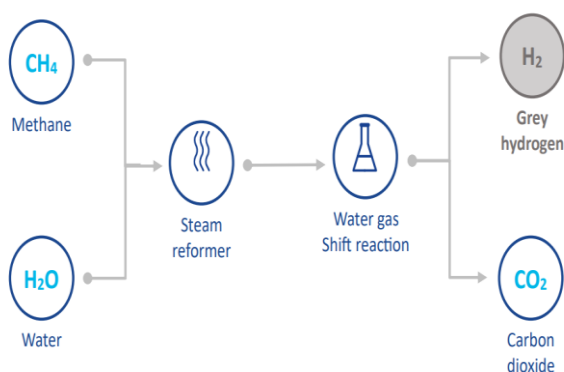 CH₄
Methane
H₂O
Water
Steam
reformer
Water gas
Shift reaction
H₂
Grey
hydrogen
CO₂
Carbon
dioxide